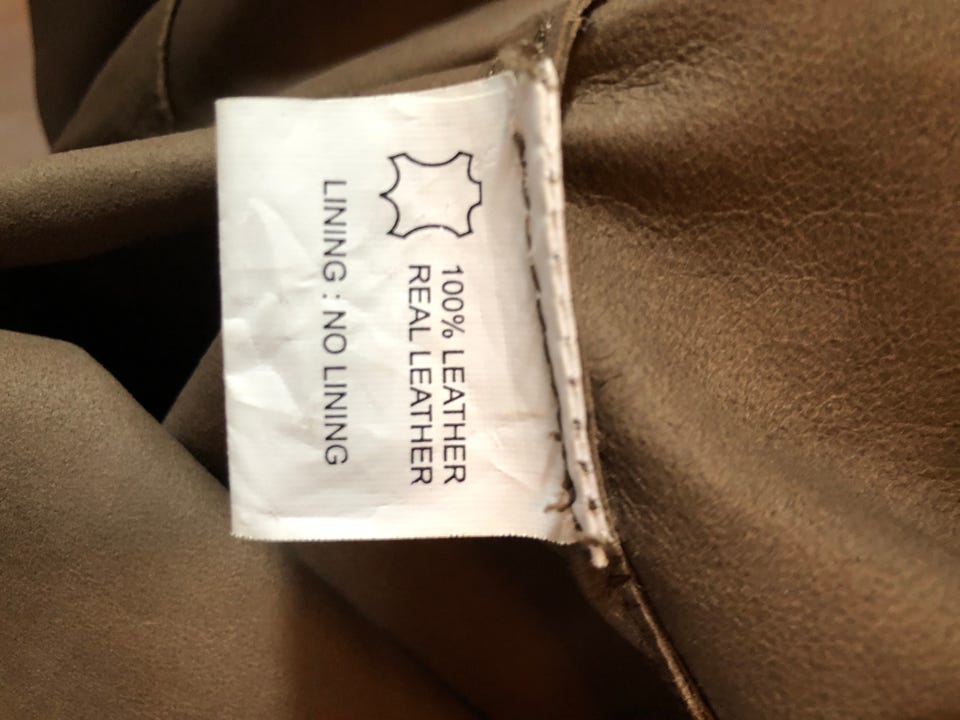 100% LEATHER
REAL LEATHER
LINING : NO LINING